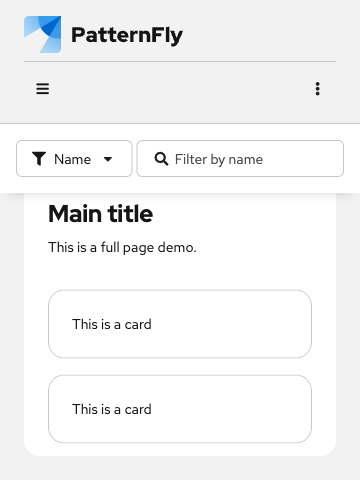 PatternFly
Name
Filter by name
Main title
This is a full page demo.
This is a card
This is a card